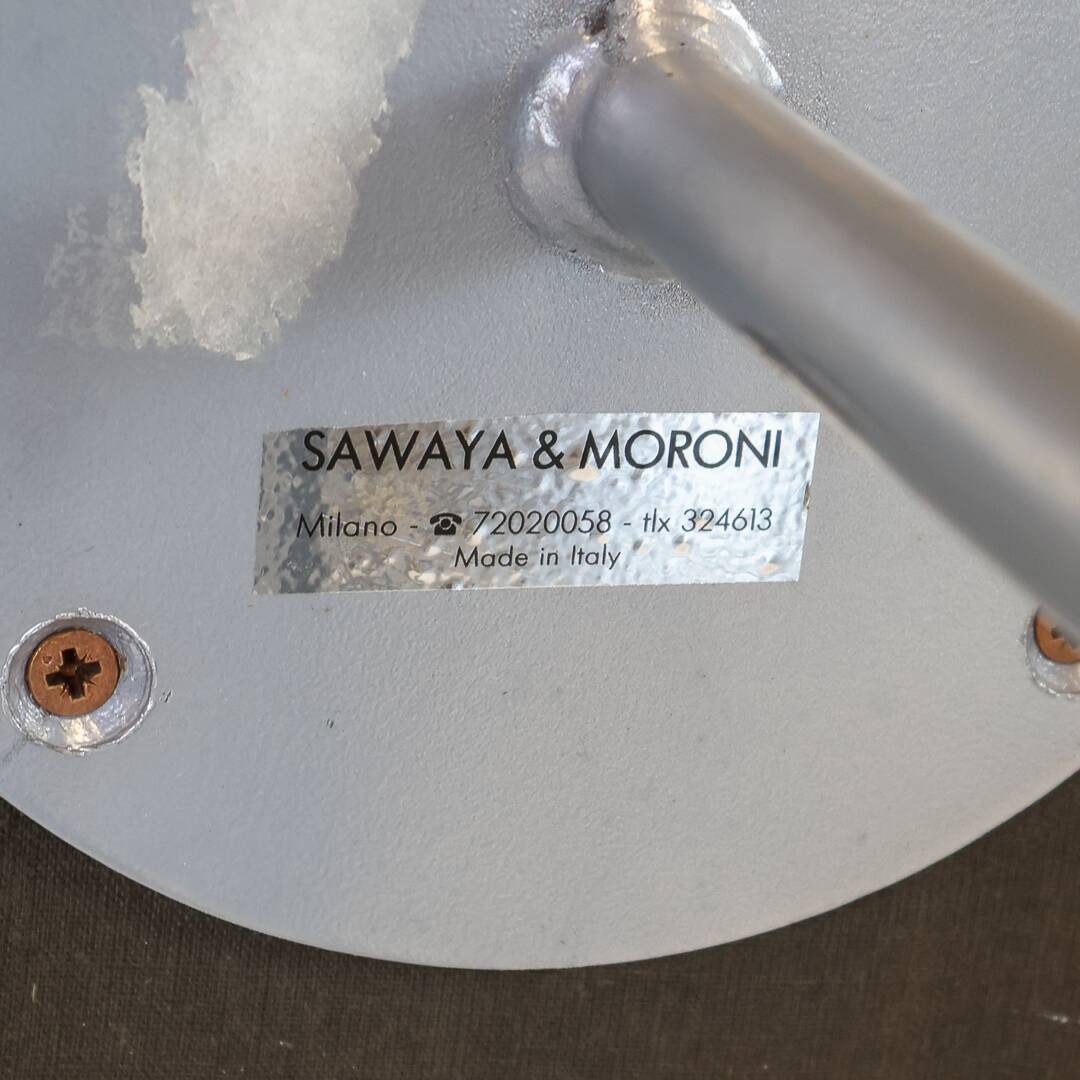 SAWAYA & MORONI
Milano - ☎ 72020058 - tlx 324613
Made in Italy